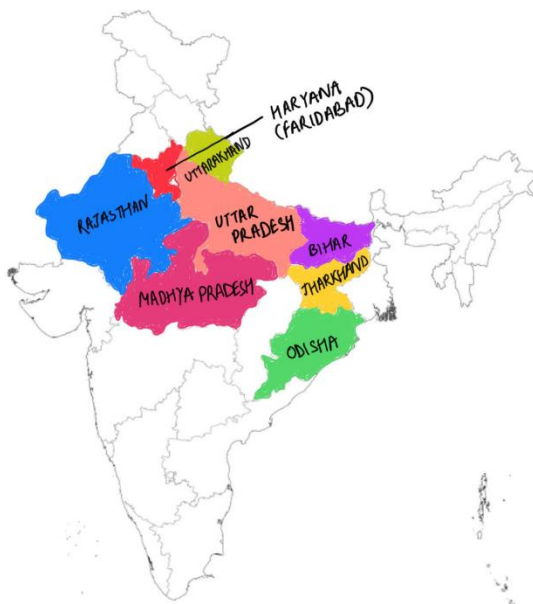 HARYANA
(FARIDABAD)
UTTARAKHAND
RAJASTHAN
UTTAR
PRADESH
BIHAR
JHARKHAND
MADHYA PRADESH
ODISHA